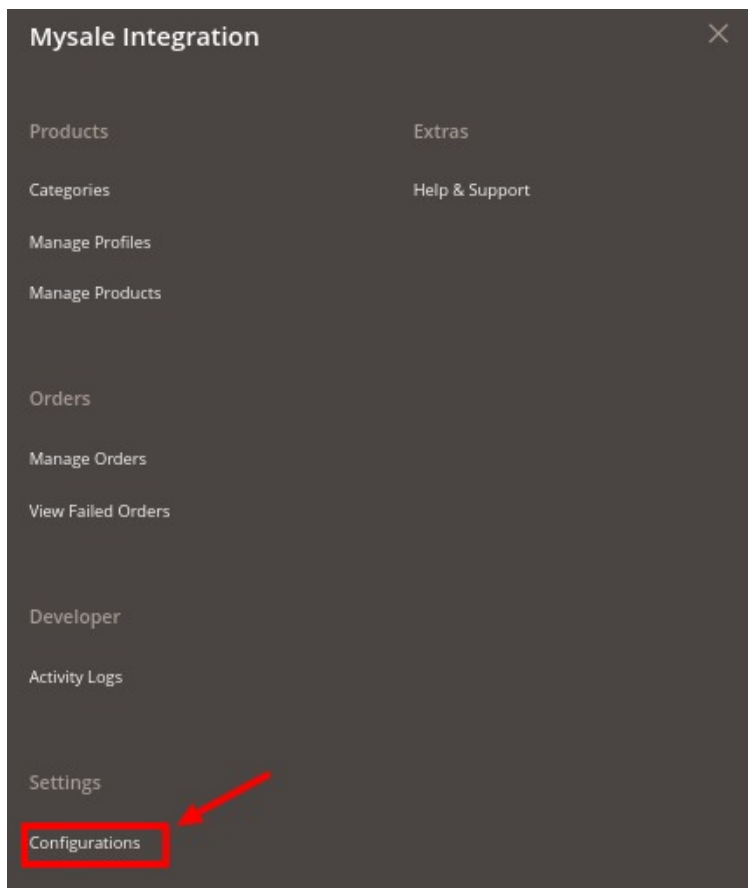 Mysale Integration
Products
Categories
Manage Profiles
Manage Products
Orders
Manage Orders
View Failed Orders
Developer
Activity Logs
Settings
Configurations
Extras
Help & Support